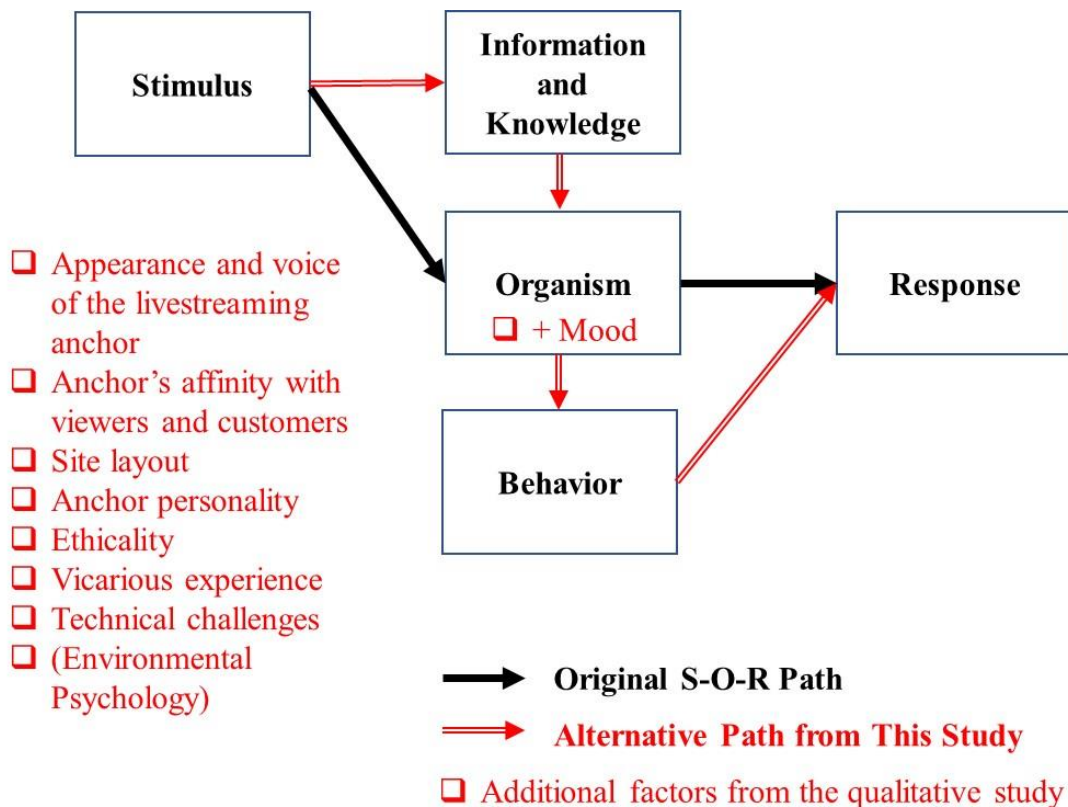 Stimulus
Information
and
Knowledge
Organism
❑ + Mood
Response
Behavior
❑ Appearance and voice
of the livestreaming
anchor
❑ Anchor’s affinity with
viewers and customers
❑ Site layout
❑ Anchor personality
❑ Ethicality
❑ Vicarious experience
❑ Technical challenges
❑ (Environmental
Psychology)
Original S-O-R Path
Alternative Path from This Study
❑ Additional factors from the qualitative study